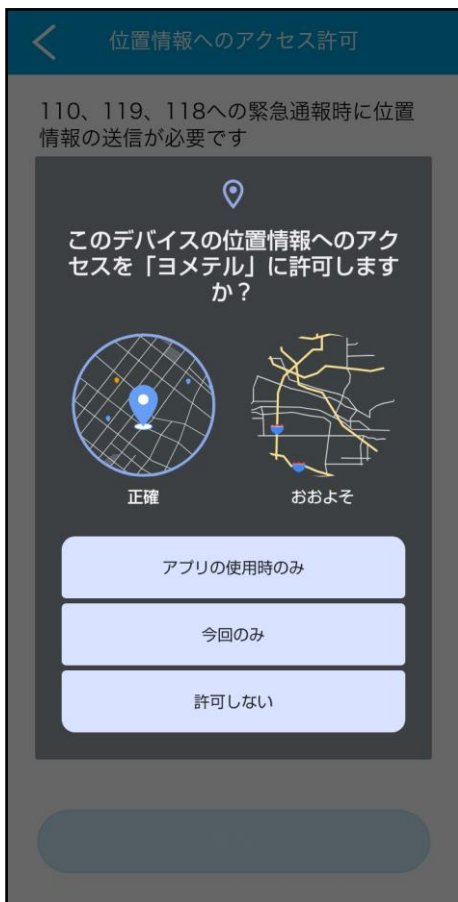 位置情報へのアクセス許可
110、119、118への緊急通報時に位置
情報の送信が必要です
このデバイスの位置情報へのアク
セスを「ヨメテル」に許可します
か？
正確
おおよそ
アプリの使用時のみ
今回のみ
許可しない